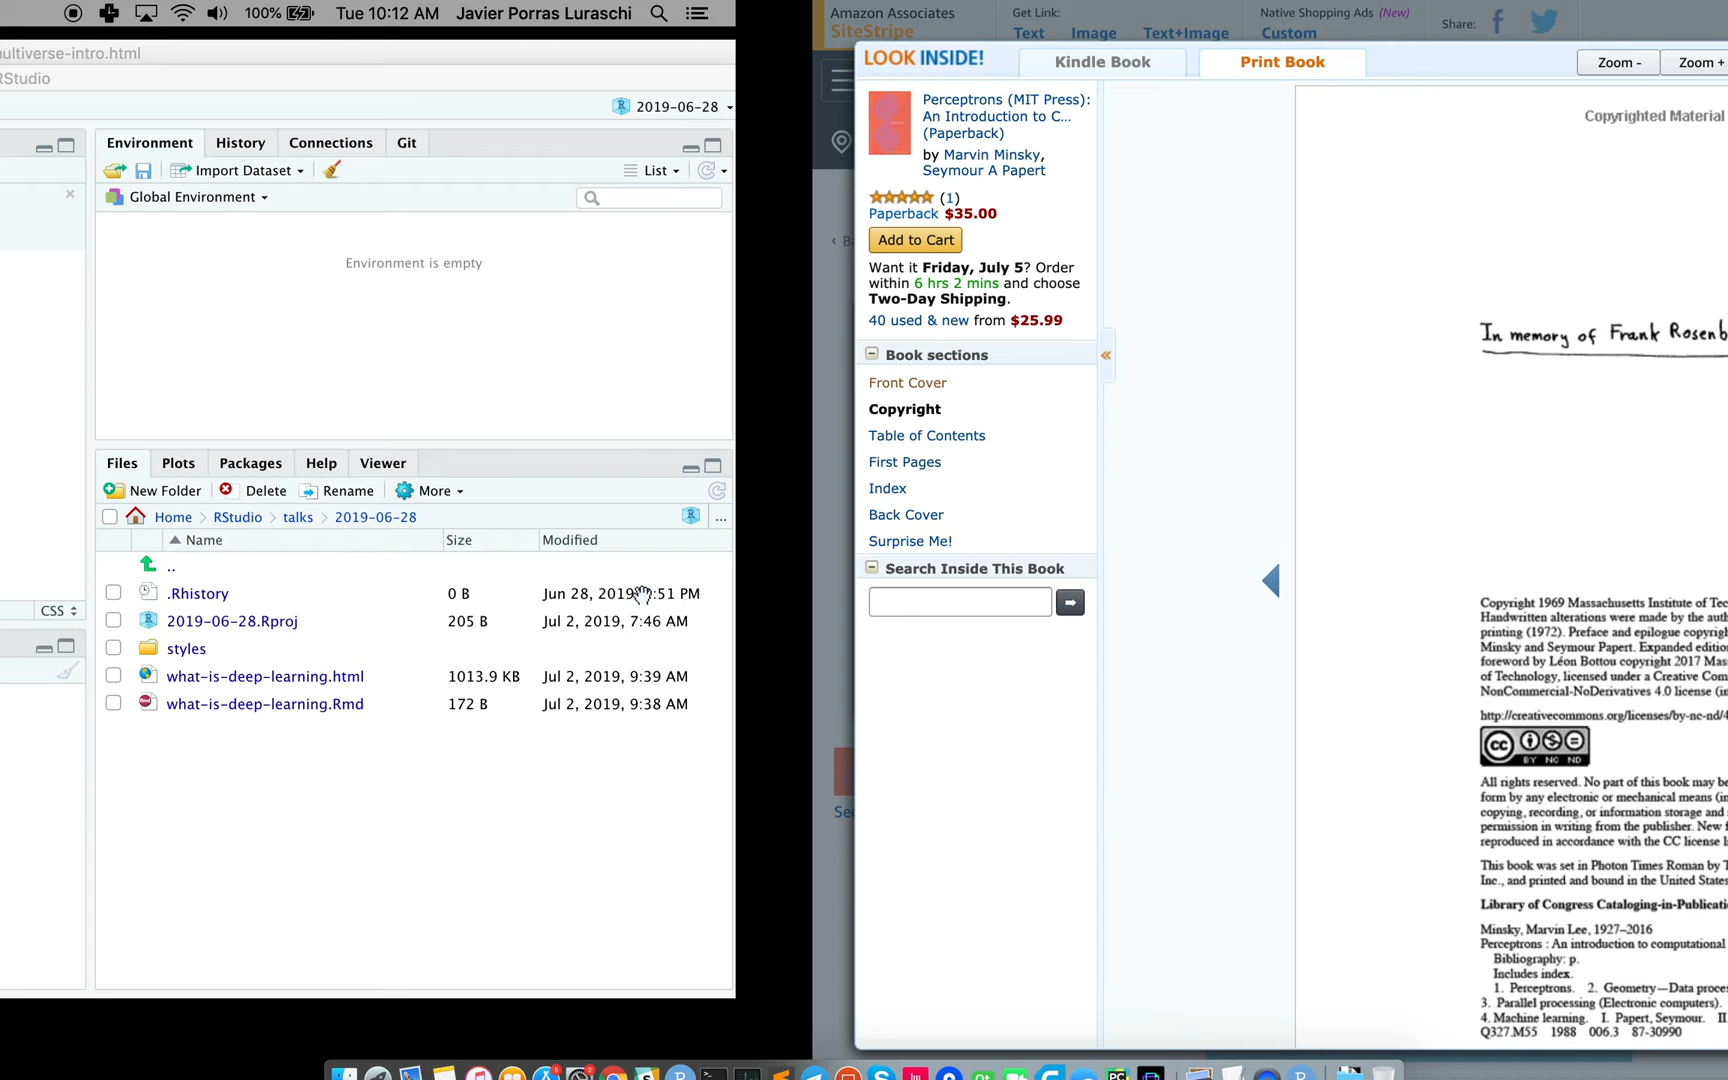 100%
Tue 10:12 AM
Javier Porras Luraschi
ultiverse-intro.html
RStudio
2019-06-28
Environment
History
Connections
Git
Import Dataset
List
Global Environment
Environment is empty
CSS
Files
Plots
Packages
Help
Viewer
New Folder
Delete
Rename
More
Home > RStudio > talks > 2019-06-28
...
Name
Size
Modified
..
.Rhistory
0 B
Jun 28, 2019, :51 PM
2019-06-28.Rproj
205 B
Jul 2, 2019, 7:46 AM
styles
what-is-deep-learning.html
1013.9 KB
Jul 2, 2019, 9:39 AM
what-is-deep-learning.Rmd
172 B
Jul 2, 2019, 9:38 AM
Amazon Associates
SiteStripe
Get Link:
Text
Image
Text+Image
Native Shopping Ads (New)
Custom
Share:
LOOK INSIDE!
Kindle Book
Print Book
Zoom -
Zoom +
Perceptrons (MIT Press):
An Introduction to C...
(Paperback)
by Marvin Minsky,
Seymour A Papert
(1)
Paperback $35.00
Add to Cart
Want it Friday, July 5? Order
within 6 hrs 2 mins and choose
Two-Day Shipping.
40 used & new from $25.99
Book sections
Front Cover
Copyright
Table of Contents
First Pages
Index
Back Cover
Surprise Me!
Search Inside This Book
Copyrighted Material
In memory of Frank Rosenb
Copyright 1969 Massachusetts Institute of Tec
Handwritten alterations were made by the auth
printing (1972). Preface and epilogue copyrigh
Minsky and Seymour Papert. Expanded edition
foreword by Léon Bottou copyright 2017 Mas
of Technology, licensed under a Creative Com
NonCommercial-NoDerivatives 4.0 license (in
http://creativecommons.org/licenses/by-nc-nd/4
cc
BY NC ND
All rights reserved. No part of this book may be
form by any electronic or mechanical means (in
copying, recording, or information storage and
permission in writing from the publisher. New f
reproduced in accordance with the CC license l
This book was set in Photon Times Roman by T
Inc., and printed and bound in the United States
Library of Congress Cataloging-in-Publicati
Minsky, Marvin Lee, 1927–2016
Perceptrons : An introduction to computational
Bibliography: p.
Includes index.
1. Perceptrons. 2. Geometry—Data proce
3. Parallel processing (Electronic computers).
4. Machine learning. I. Papert, Seymour. II
Q327.M55 1988 006.3 87-30990